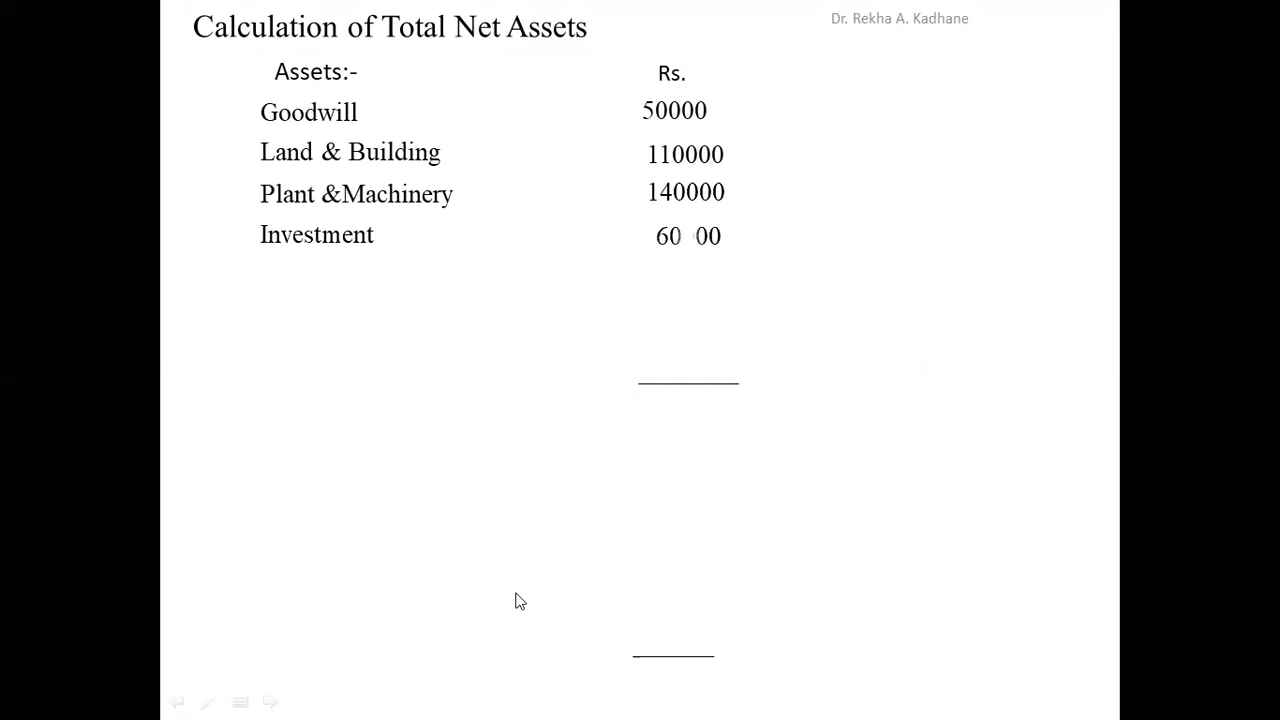 Calculation of Total Net Assets
Dr. Rekha A. Kadhane
Assets:- Rs.
Goodwill 50000
Land & Building 110000
Plant &Machinery 140000
Investment